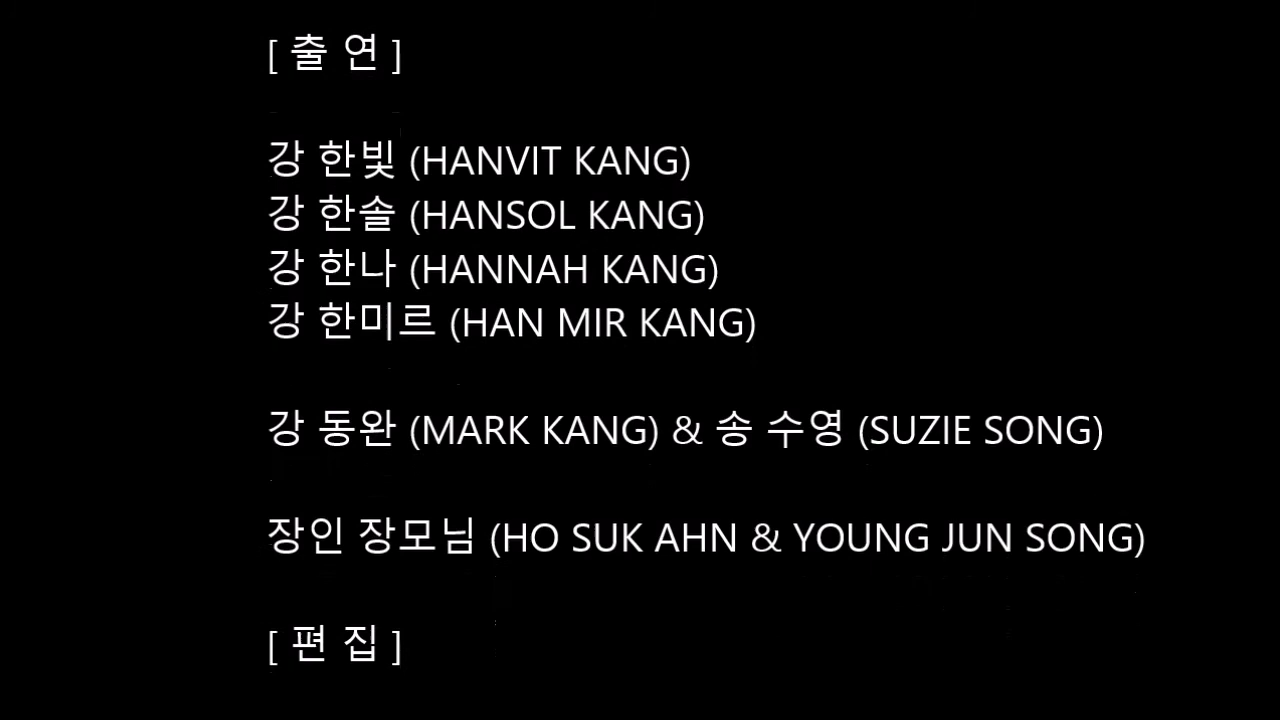 [ 출 연 ]
강 한빛 (HANVIT KANG)
강 한솔 (HANSOL KANG)
강 한나 (HANNAH KANG)
강 한미르 (HAN MIR KANG)
강 동완 (MARK KANG) & 송 수영 (SUZIE SONG)
장인 장모님 (HO SUK AHN & YOUNG JUN SONG)
[ 편 집 ]